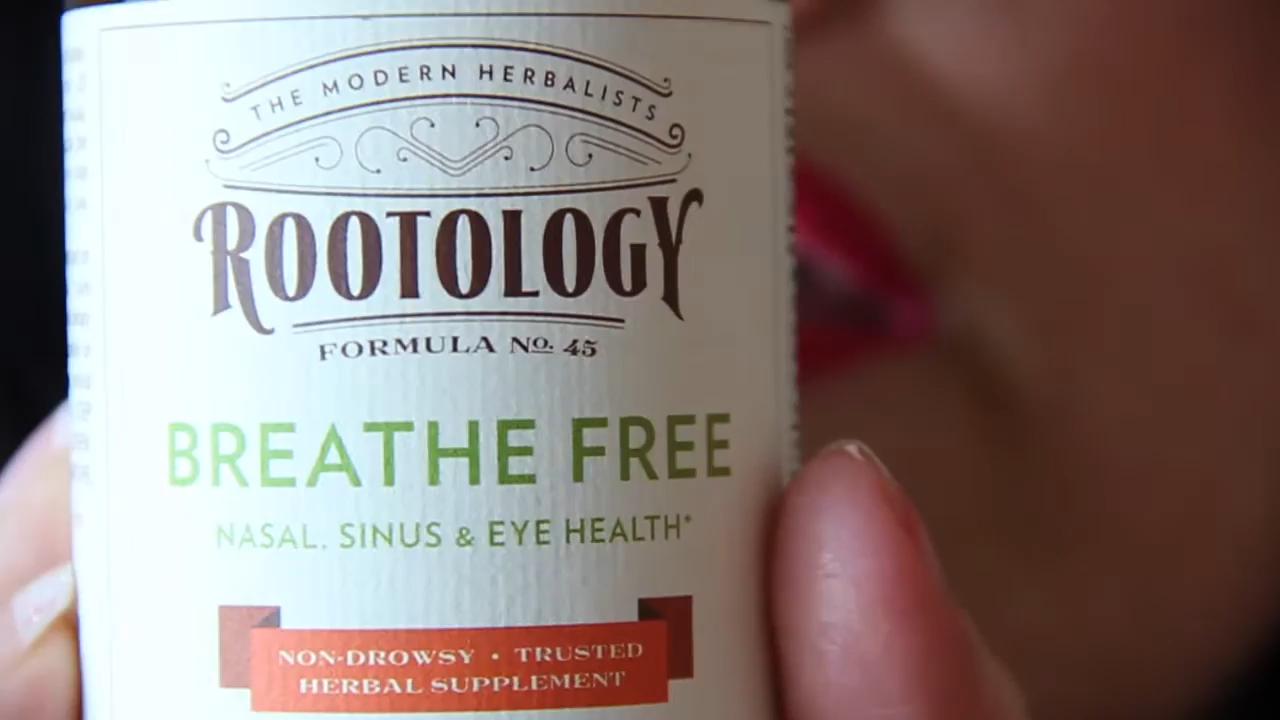 THE MODERN HERBALISTS
ROOTOLOGY
FORMULA No. 45
BREATHE FREE
NASAL, SINUS & EYE HEALTH*
NON-DROWSY • TRUSTED
HERBAL SUPPLEMENT